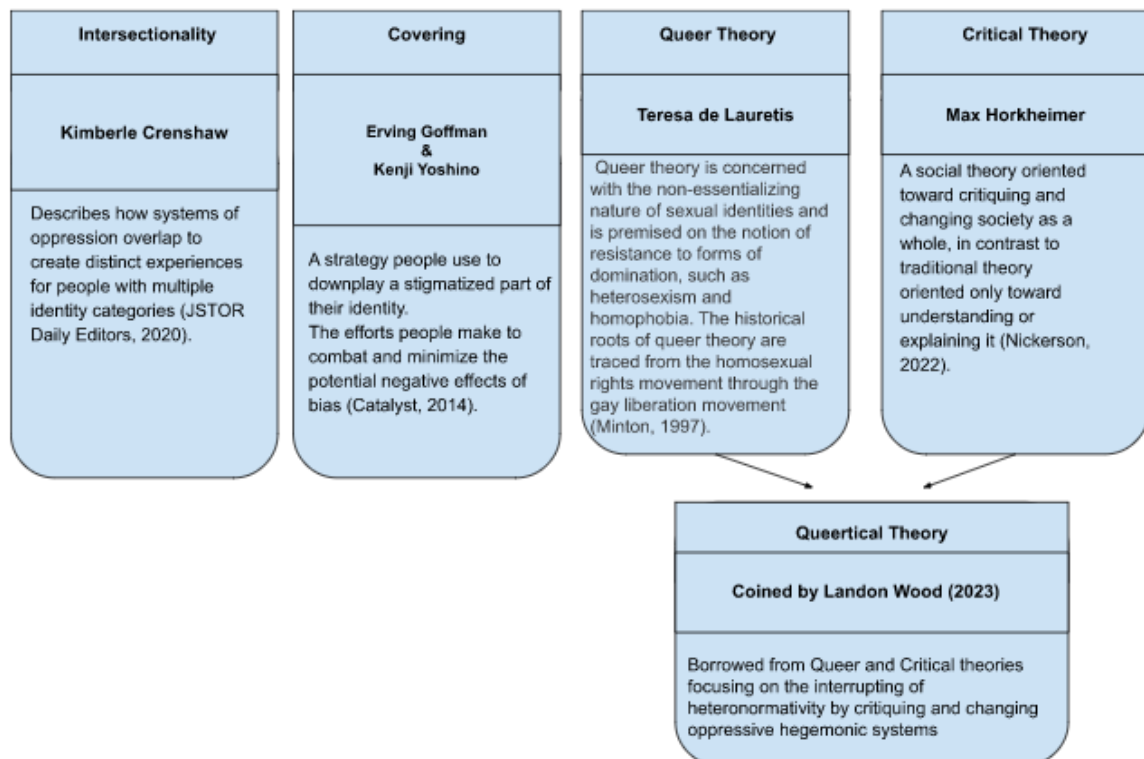 Intersectionality
Kimberle Crenshaw
Describes how systems of
oppression overlap to
create distinct experiences
for people with multiple
identity categories (JSTOR
Daily Editors, 2020).
Covering
Erving Goffman
&
Kenji Yoshino
A strategy people use to
downplay a stigmatized part of
their identity.
The efforts people make to
combat and minimize the
potential negative effects of
bias (Catalyst, 2014).
Queer Theory
Teresa de Lauretis
Queer theory is concerned
with the non-essentializing
nature of sexual identities and
is premised on the notion of
resistance to forms of
domination, such as
heterosexism and
homophobia. The historical
roots of queer theory are
traced from the homosexual
rights movement through the
gay liberation movement
(Minton, 1997).
Critical Theory
Max Horkheimer
A social theory oriented
toward critiquing and
changing society as a
whole, in contrast to
traditional theory
oriented only toward
understanding or
explaining it (Nickerson,
2022).
Queertical Theory
Coined by Landon Wood (2023)
Borrowed from Queer and Critical theories
focusing on the interrupting of
heteronormativity by critiquing and changing
oppressive hegemonic systems